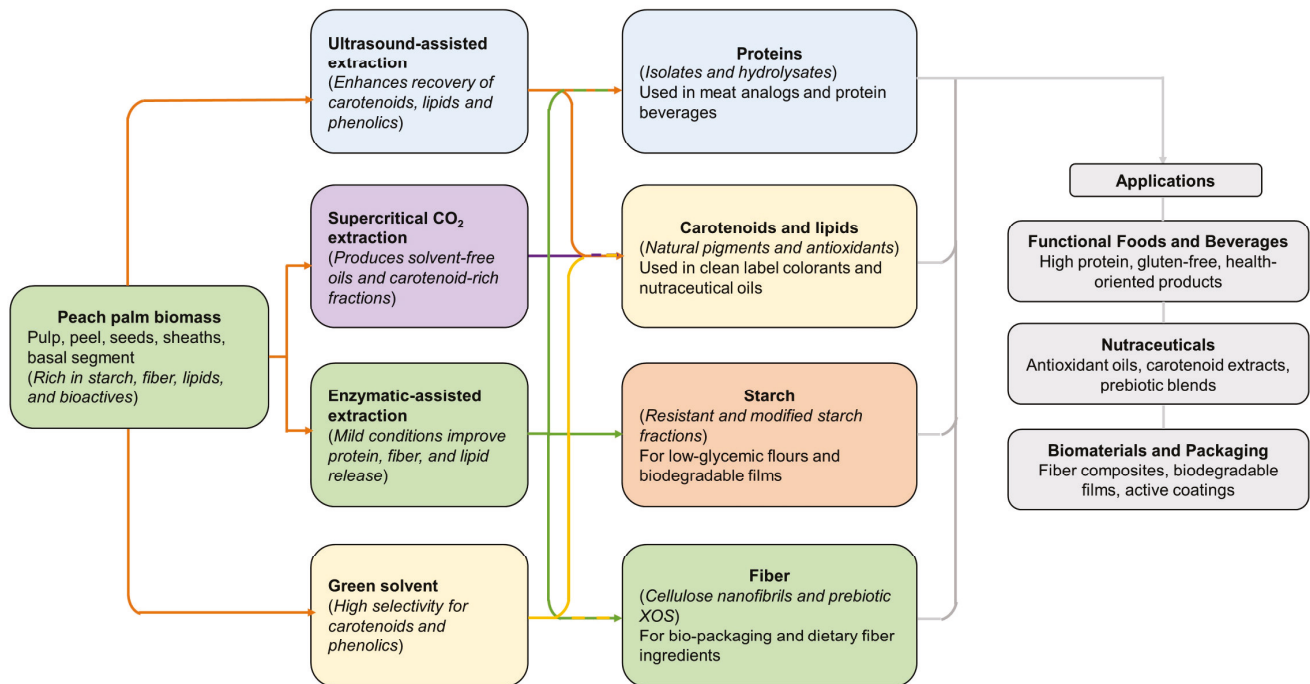 Peach palm biomass
Pulp, peel, seeds, sheaths,
basal segment
(Rich in starch, fiber, lipids,
and bioactives)
Ultrasound-assisted
extraction
(Enhances recovery of
carotenoids, lipids and
phenolics)
Supercritical CO₂
extraction
(Produces solvent-free
oils and carotenoid-rich
fractions)
Enzymatic-assisted
extraction
(Mild conditions improve
protein, fiber, and lipid
release)
Green solvent
(High selectivity for
carotenoids and
phenolics)
Proteins
(Isolates and hydrolysates)
Used in meat analogs and protein
beverages
Carotenoids and lipids
(Natural pigments and antioxidants)
Used in clean label colorants and
nutraceutical oils
Starch
(Resistant and modified starch
fractions)
For low-glycemic flours and
biodegradable films
Fiber
(Cellulose nanofibrils and prebiotic
XOS)
For bio-packaging and dietary fiber
ingredients
Applications
Functional Foods and Beverages
High protein, gluten-free, health-
oriented products
Nutraceuticals
Antioxidant oils, carotenoid extracts,
prebiotic blends
Biomaterials and Packaging
Fiber composites, biodegradable
films, active coatings